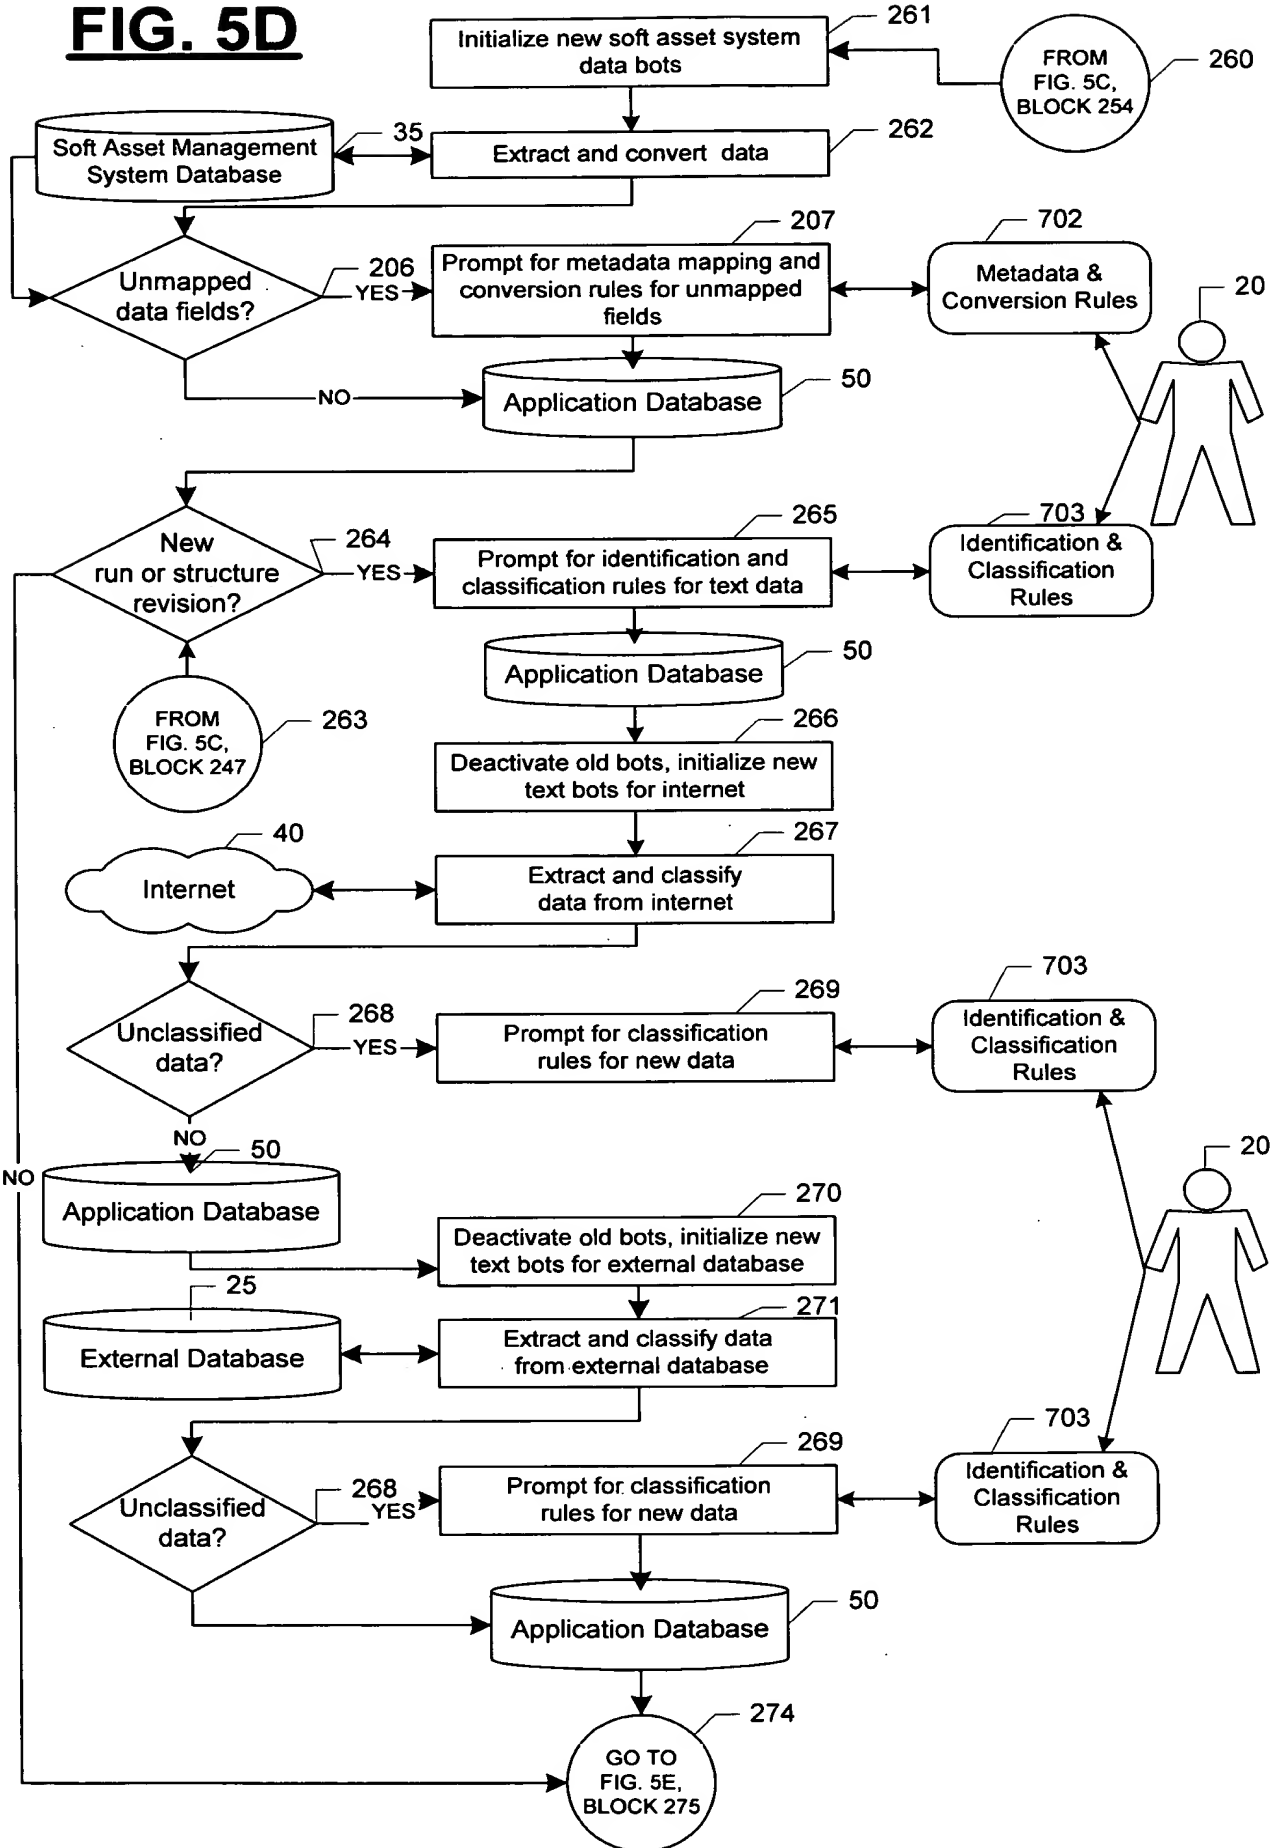 FIG. 5D
261
Initialize new soft asset system
data bots
FROM
FIG. 5C,
BLOCK 254
260
Soft Asset Management
System Database
35
262
Extract and convert data
207
702
Unmapped
data fields?
206
YES
Prompt for metadata mapping and
conversion rules for unmapped
fields
Metadata &
Conversion Rules
20
NO
Application Database
50
New
run or structure
revision?
264
YES
265
Prompt for identification and
classification rules for text data
703
Identification &
Classification
Rules
Application Database
50
FROM
FIG. 5C,
BLOCK 247
263
266
Deactivate old bots, initialize new
text bots for internet
40
Internet
267
Extract and classify
data from internet
Unclassified
data?
268
YES
269
Prompt for classification
rules for new data
703
Identification &
Classification
Rules
NO
50
20
NO
Application Database
270
Deactivate old bots, initialize new
text bots for external database
25
External Database
271
Extract and classify data
from external database
Unclassified
data?
268
YES
269
Prompt for classification
rules for new data
703
Identification &
Classification
Rules
Application Database
50
274
GO TO
FIG. 5E,
BLOCK 275